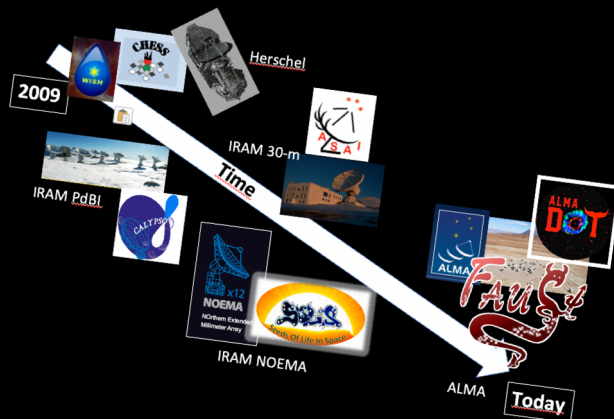 2009
WISH
CHESS
Herschel
IRAM 30-m
ASAI
Time
IRAM PdBI
CALYPSO
x12
NOEMA
NOrthern Extended
Millimeter Array
SOLIS
Seeds Of Life In Space
IRAM NOEMA
ALMA
ALMA
DOT
FAUST
ALMA
Today